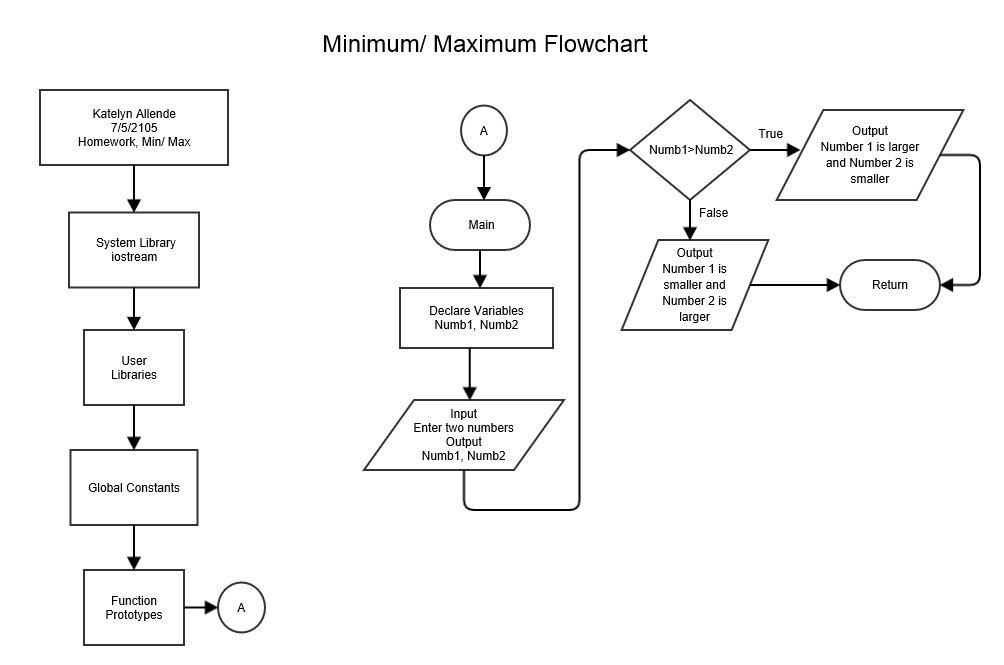 Minimum/ Maximum Flowchart
Katelyn Allende
7/5/2105
Homework, Min/ Max
System Library
iostream
User
Libraries
Global Constants
Function
Prototypes
A
A
Main
Declare Variables
Numb1, Numb2
Input
Enter two numbers
Output
Numb1, Numb2
Numb1>Numb2
True
Output
Number 1 is larger
and Number 2 is
smaller
False
Output
Number 1 is
smaller and
Number 2 is
larger
Return